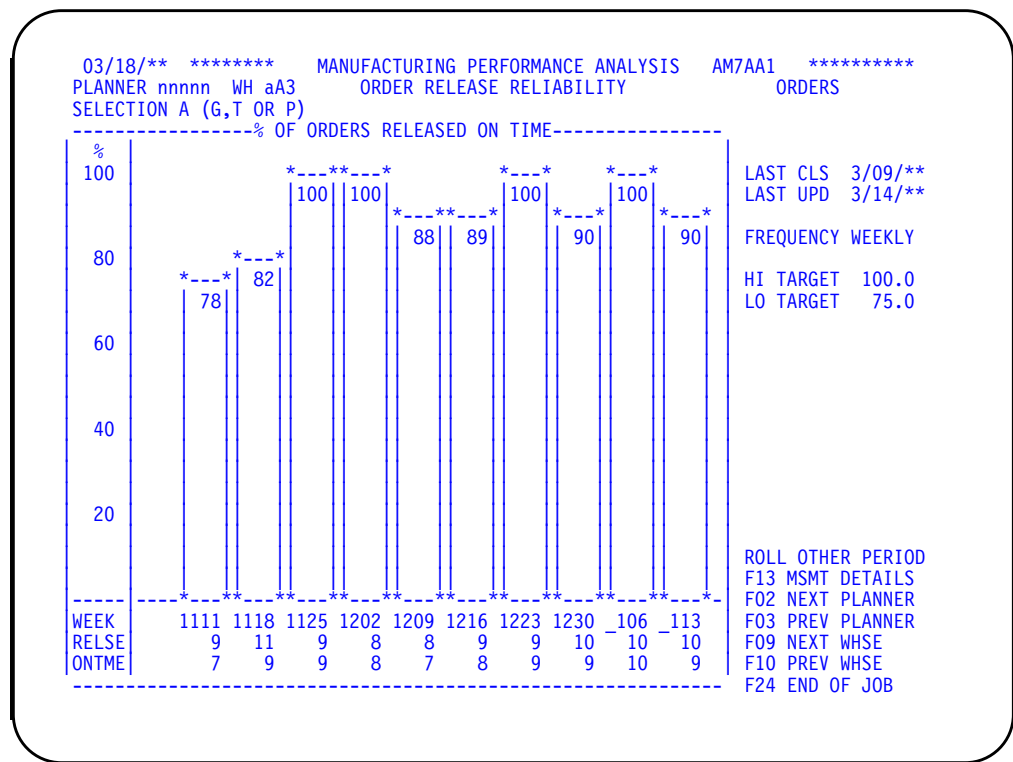 03/18/** ******** MANUFACTURING PERFORMANCE ANALYSIS AM7AA1 **********
PLANNER nnnnn WH aA3 ORDER RELEASE RELIABILITY ORDERS
SELECTION A (G,T OR P)
-----------------% OF ORDERS RELEASED ON TIME----------------
%
100 *---**---* *---* *---* LAST CLS 3/09/**
100 100 100 100 LAST UPD 3/14/**
*---**---* *---* *---*
88 89 90 90 FREQUENCY WEEKLY
80 *---*
*---* 82 HI TARGET 100.0
78 LO TARGET 75.0
60
40
20
ROLL OTHER PERIOD
F13 MSMT DETAILS
----- ----*---**---**---**---**---**---**---**---**---**---*- F02 NEXT PLANNER
WEEK 1111 1118 1125 1202 1209 1216 1223 1230 _106 _113 F03 PREV PLANNER
RELSE 9 11 9 8 8 9 9 10 10 10 F09 NEXT WHSE
ONTME 7 9 9 8 7 8 9 9 10 9 F10 PREV WHSE
------------------------------------------------------------- F24 END OF JOB